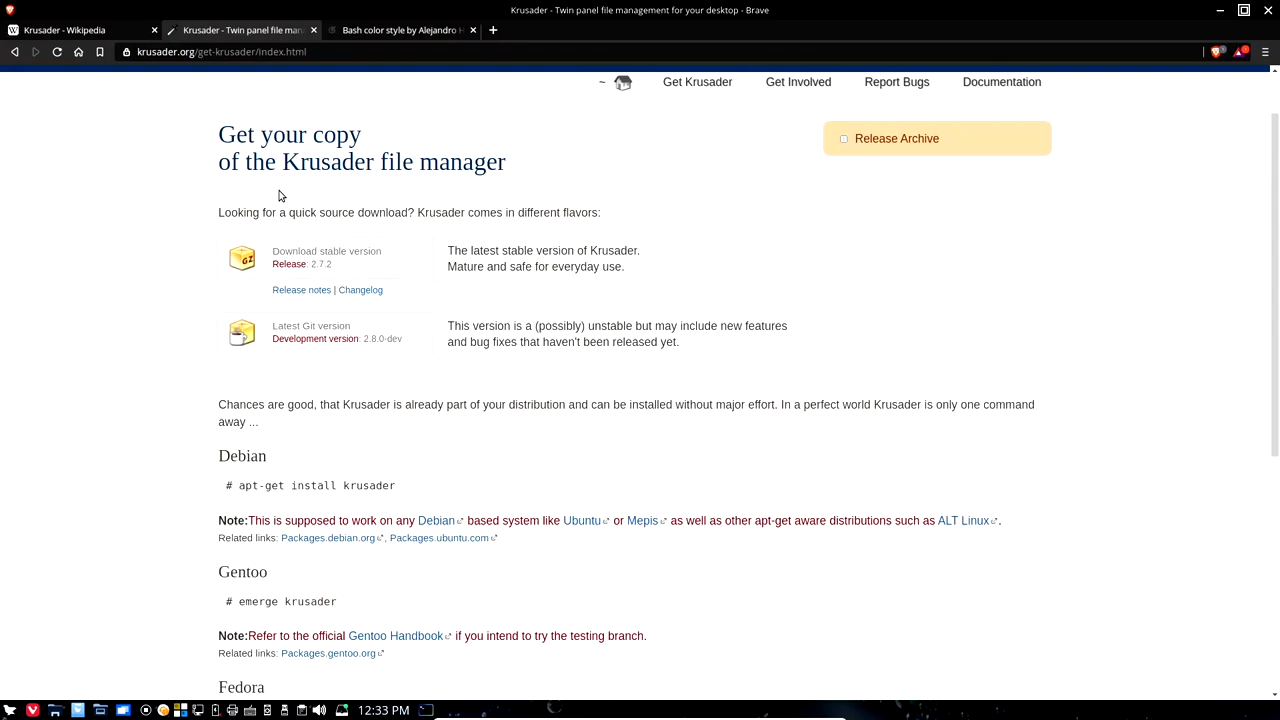 Krusader - Twin panel file management for your desktop - Brave
Krusader - Wikipedia
Krusader - Twin panel file man
Bash color style by Alejandro H
krusader.org/get-krusader/index.html
~
Get Krusader
Get Involved
Report Bugs
Documentation
Get your copy
of the Krusader file manager
Release Archive
Looking for a quick source download? Krusader comes in different flavors:
Download stable version
Release: 2.7.2
Release notes | Changelog
The latest stable version of Krusader.
Mature and safe for everyday use.
Latest Git version
Development version: 2.8.0-dev
This version is a (possibly) unstable but may include new features
and bug fixes that haven't been released yet.
Chances are good, that Krusader is already part of your distribution and can be installed without major effort. In a perfect world Krusader is only one command
away ...
Debian
# apt-get install krusader
Note:This is supposed to work on any Debian based system like Ubuntu or Mepis as well as other apt-get aware distributions such as ALT Linux.
Related links: Packages.debian.org, Packages.ubuntu.com
Gentoo
# emerge krusader
Note:Refer to the official Gentoo Handbook if you intend to try the testing branch.
Related links: Packages.gentoo.org
Fedora
12:33 PM